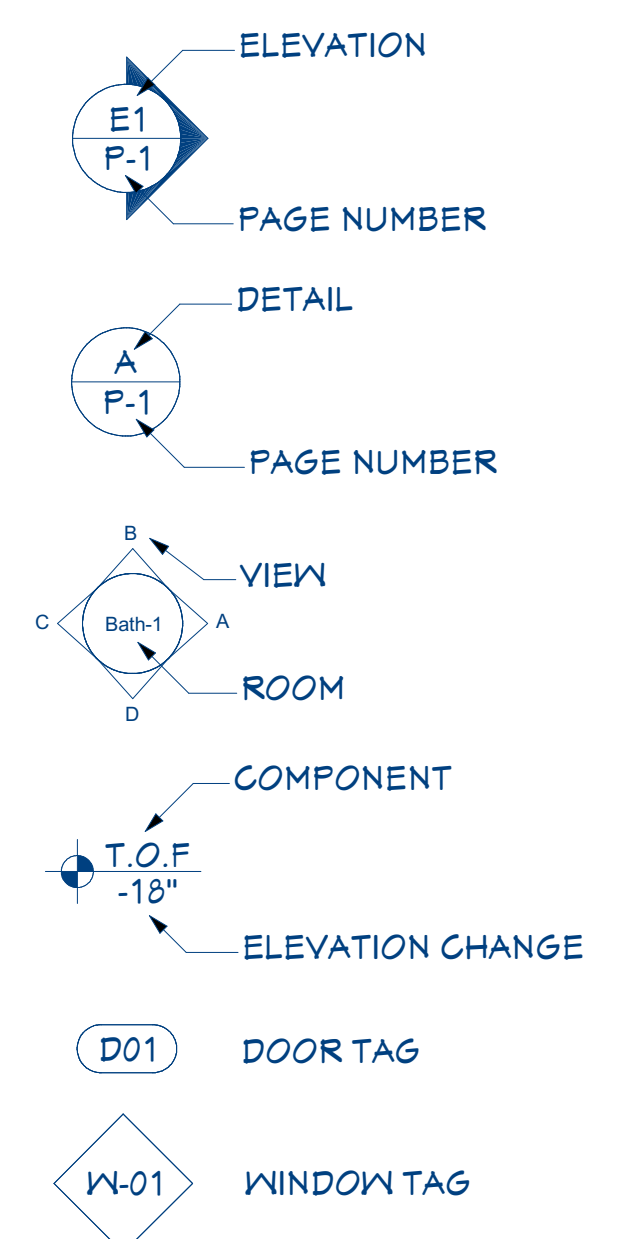 ELEVATION
E1
P-1
PAGE NUMBER
DETAIL
A
P-1
PAGE NUMBER
B
VIEW
C
Bath-1
A
ROOM
D
COMPONENT
T.O.F
-18"
ELEVATION CHANGE
D01 DOOR TAG
W-01 WINDOW TAG